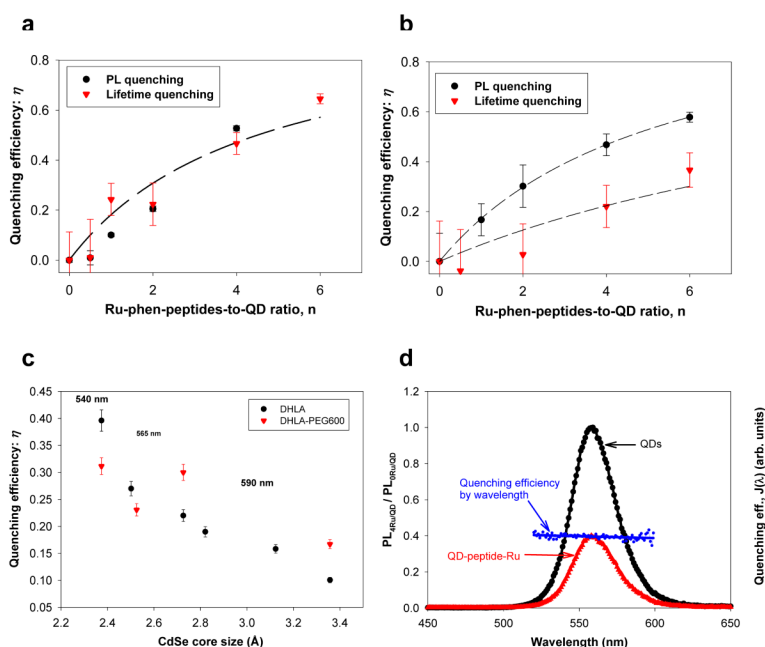 a
Quenching efficiency: η
0.8
0.6
0.4
0.2
0.0
PL quenching
Lifetime quenching
0 2 4 6
Ru-phen-peptides-to-QD ratio, n
b
Quenching efficiency: η
0.8
0.6
0.4
0.2
0.0
PL quenching
Lifetime quenching
0 2 4 6
Ru-phen-peptides-to-QD ratio, n
c
Quenching efficiency: η
0.45
0.40
0.35
0.30
0.25
0.20
0.15
0.10
0.05
540 nm
565 nm
590 nm
DHLA
DHLA-PEG600
2.2 2.4 2.6 2.8 3.0 3.2 3.4 3.6
CdSe core size (Å)
d
PLnRu/QD / PL0Ru/QD
1.4
1.2
1.0
0.8
0.6
0.4
0.2
0.0
QDs
Quenching efficiency
by wavelength
QD-peptide-Ru
450 500 550 600 650
Wavelength (nm)
Quenching eff., J(λ) (arb. units)